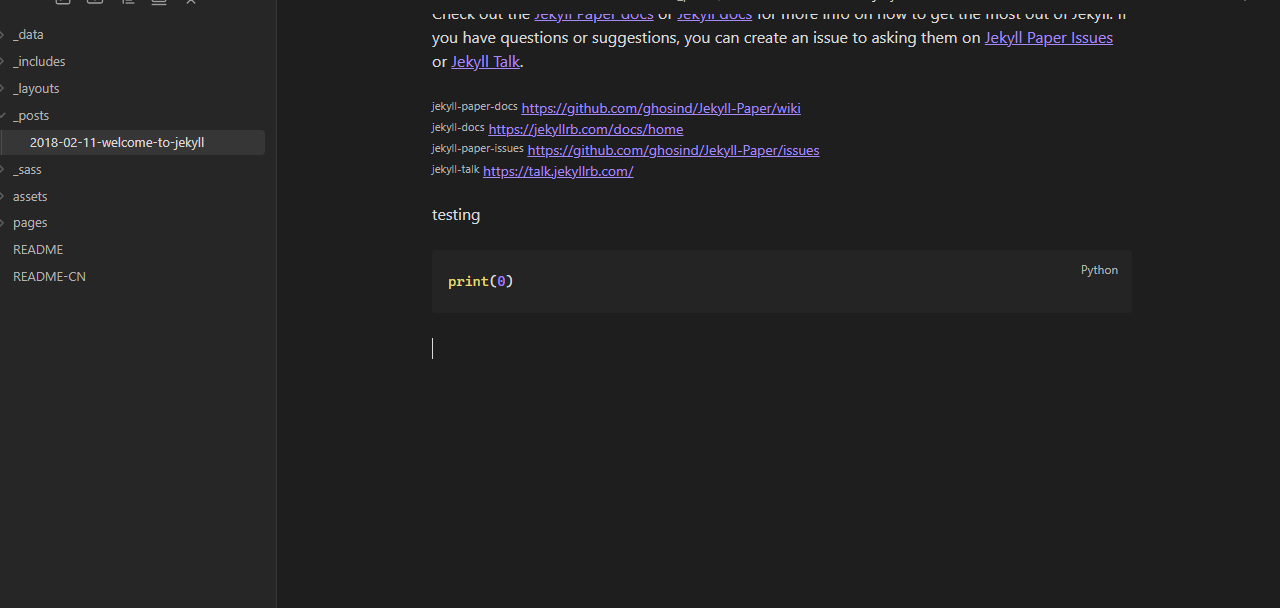 _data
_includes
_layouts
_posts
2018-02-11-welcome-to-jekyll
_sass
assets
pages
README
README-CN
Check out the Jekyll Paper docs or Jekyll docs for more info on how to get the most out of Jekyll. If
you have questions or suggestions, you can create an issue to asking them on Jekyll Paper Issues
or Jekyll Talk.
jekyll-paper-docs https://github.com/ghosind/Jekyll-Paper/wiki
jekyll-docs https://jekyllrb.com/docs/home
jekyll-paper-issues https://github.com/ghosind/Jekyll-Paper/issues
jekyll-talk https://talk.jekyllrb.com/
testing
Python
print(0)